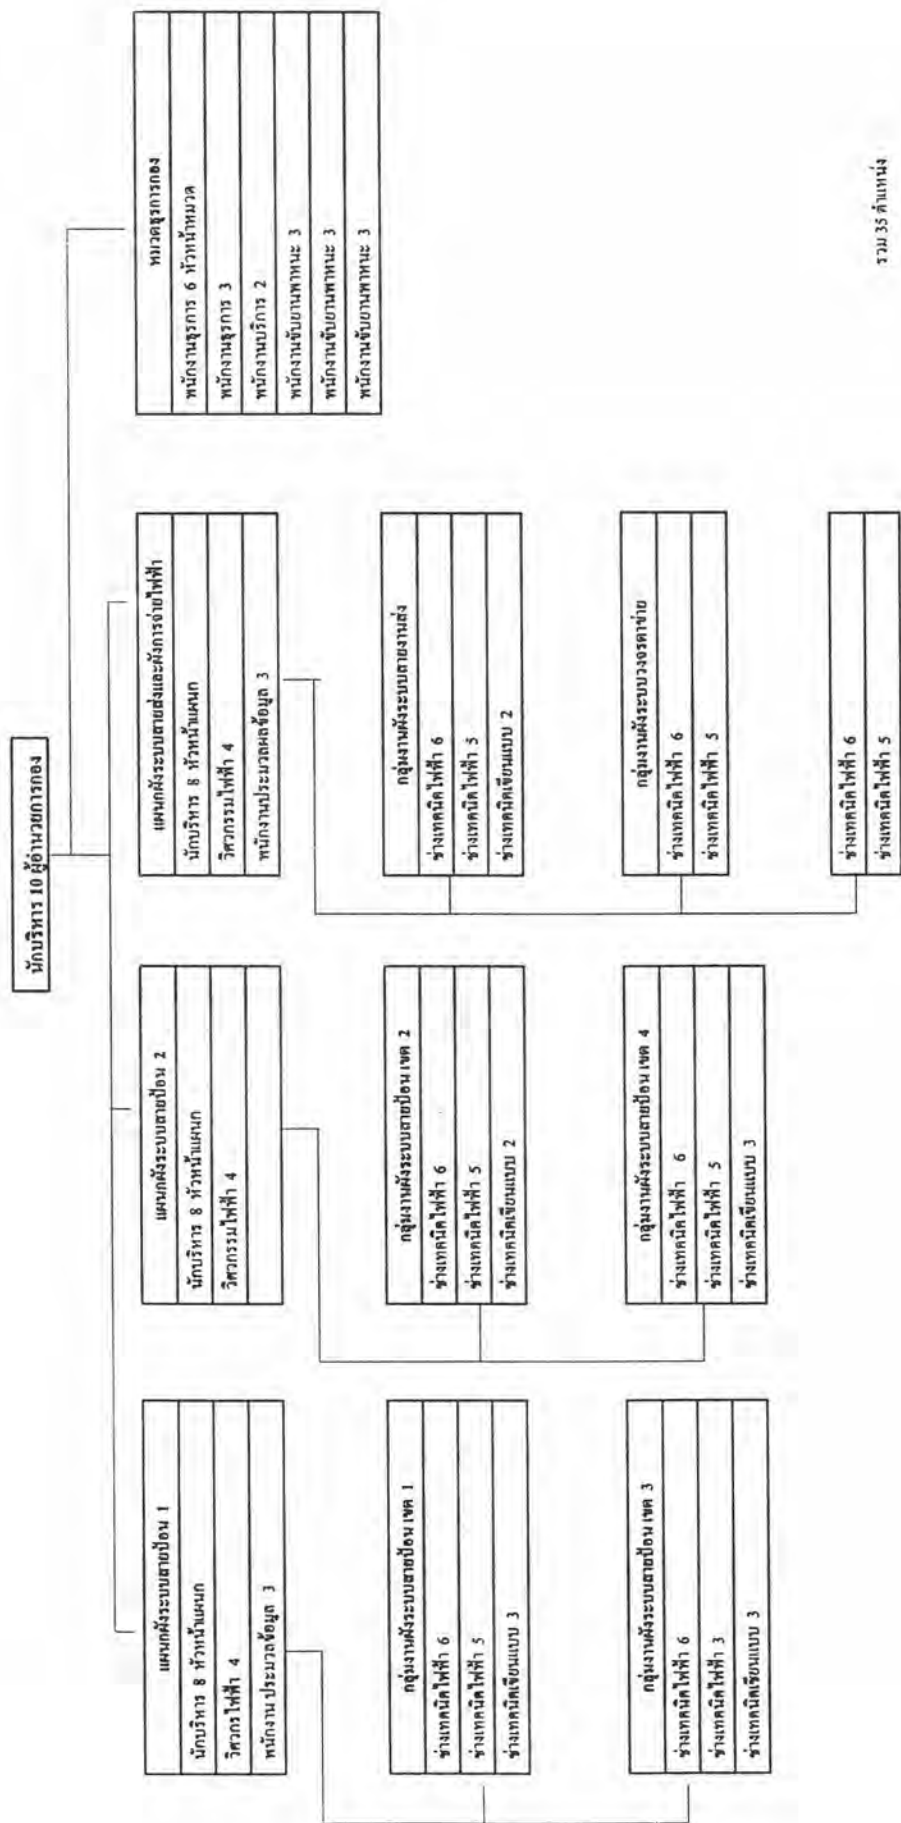 นักบริหาร 10 ผู้อำนวยการกอง
แผนกผังระบบสายป้อน 1
นักบริหาร 8 หัวหน้าแผนก
วิศวกรไฟฟ้า 4
พนักงาน ประมวลข้อมูล 3
กลุ่มงานผังระบบสายป้อน เขต 1
ช่างเทคนิคไฟฟ้า 6
ช่างเทคนิคไฟฟ้า 5
ช่างเทคนิคเขียนแบบ 3
กลุ่มงานผังระบบสายป้อน เขต 3
ช่างเทคนิคไฟฟ้า 6
ช่างเทคนิคไฟฟ้า 3
ช่างเทคนิคเขียนแบบ 3
แผนกผังระบบสายป้อน 2
นักบริหาร 8 หัวหน้าแผนก
วิศวกรรมไฟฟ้า 4
กลุ่มงานผังระบบสายป้อน เขต 2
ช่างเทคนิคไฟฟ้า 6
ช่างเทคนิคไฟฟ้า 5
ช่างเทคนิคเขียนแบบ 2
กลุ่มงานผังระบบสายป้อน เขต 4
ช่างเทคนิคไฟฟ้า 6
ช่างเทคนิคไฟฟ้า 5
ช่างเทคนิคเขียนแบบ 3
แผนกผังระบบสายส่งและผังการจ่ายไฟฟ้า
นักบริหาร 8 หัวหน้าแผนก
วิศวกรรมไฟฟ้า 4
พนักงานประมวลผลข้อมูล 3
กลุ่มงานผังระบบสายงานส่ง
ช่างเทคนิคไฟฟ้า 6
ช่างเทคนิคไฟฟ้า 5
ช่างเทคนิคเขียนแบบ 2
กลุ่มงานผังระบบวงจรตาข่าย
ช่างเทคนิคไฟฟ้า 6
ช่างเทคนิคไฟฟ้า 5
ช่างเทคนิคไฟฟ้า 6
ช่างเทคนิคไฟฟ้า 5
หมวดธุรการกอง
พนักงานธุรการ 6 หัวหน้าหมวด
พนักงานธุรการ 3
พนักงานบริการ 2
พนักงานขับยานพาหนะ 3
พนักงานขับยานพาหนะ 3
พนักงานขับยานพาหนะ 3
รวม 35 ตำแหน่ง